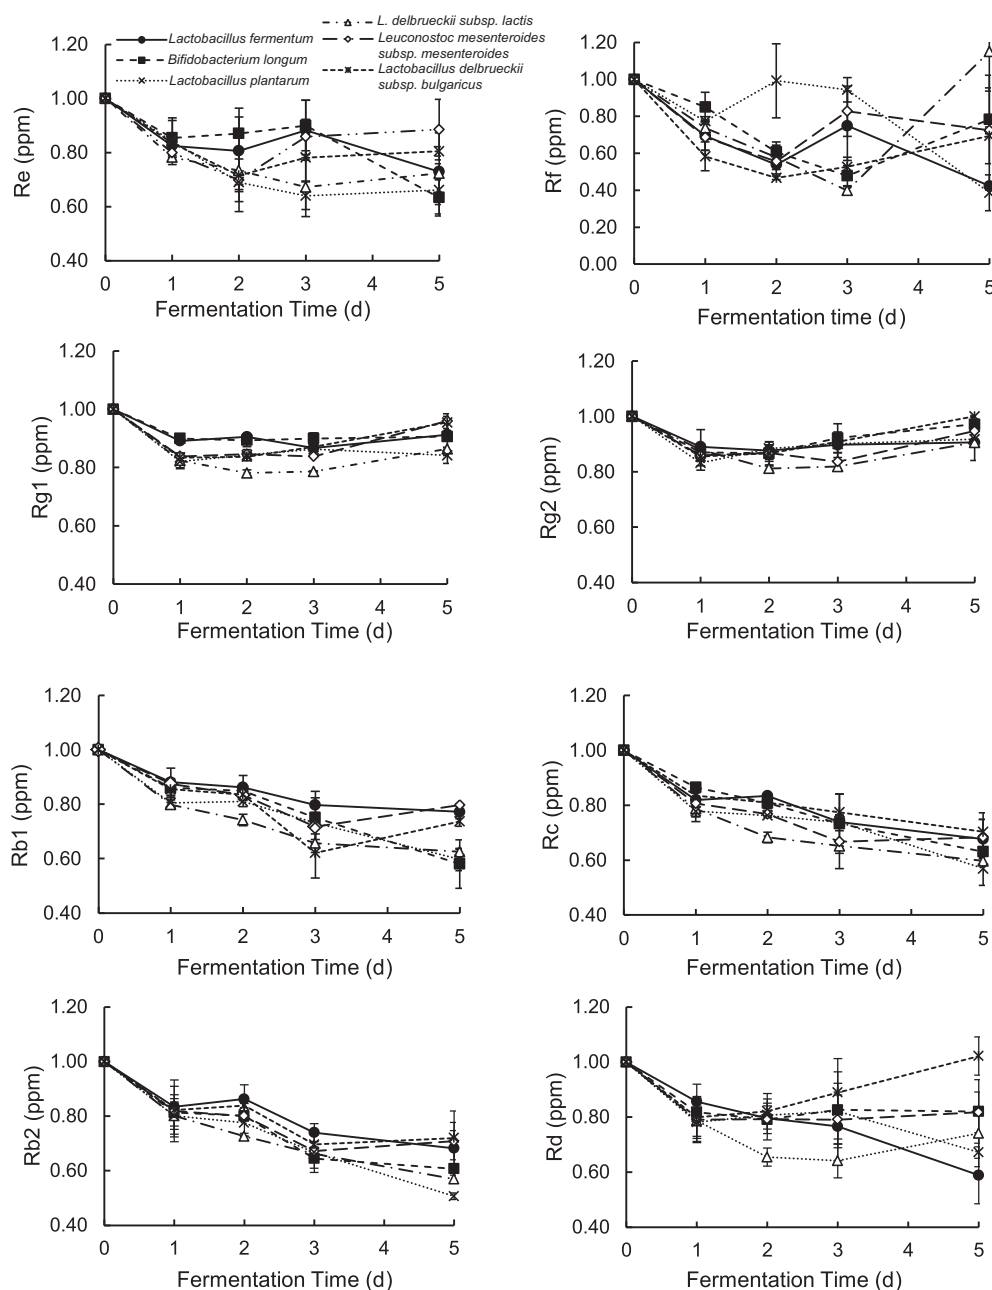 Lactobacillus fermentum
Bifidobacterium longum
Lactobacillus plantarum
L. delbrueckii subsp. lactis
Leuconostoc mesenteroides
subsp. mesenteroides
Lactobacillus delbrueckii
subsp. bulgaricus
Re (ppm)
1.20
1.00
0.80
0.60
0.40
0 1 2 3 4 5
Fermentation Time (d)
Rf (ppm)
1.20
1.00
0.80
0.60
0.40
0.20
0.00
0 1 2 3 4 5
Fermentation time (d)
Rg1 (ppm)
1.20
1.00
0.80
0.60
0.40
0 1 2 3 4 5
Fermentation Time (d)
Rg2 (ppm)
1.20
1.00
0.80
0.60
0.40
0 1 2 3 4 5
Fermentation Time (d)
Rb1 (ppm)
1.20
1.00
0.80
0.60
0.40
0 1 2 3 4 5
Fermentation Time (d)
Rc (ppm)
1.20
1.00
0.80
0.60
0.40
0 1 2 3 4 5
Fermentation Time (d)
Rb2 (ppm)
1.20
1.00
0.80
0.60
0.40
0 1 2 3 4 5
Fermentation Time (d)
Rd (ppm)
1.20
1.00
0.80
0.60
0.40
0 1 2 3 4 5
Fermentation Time (d)